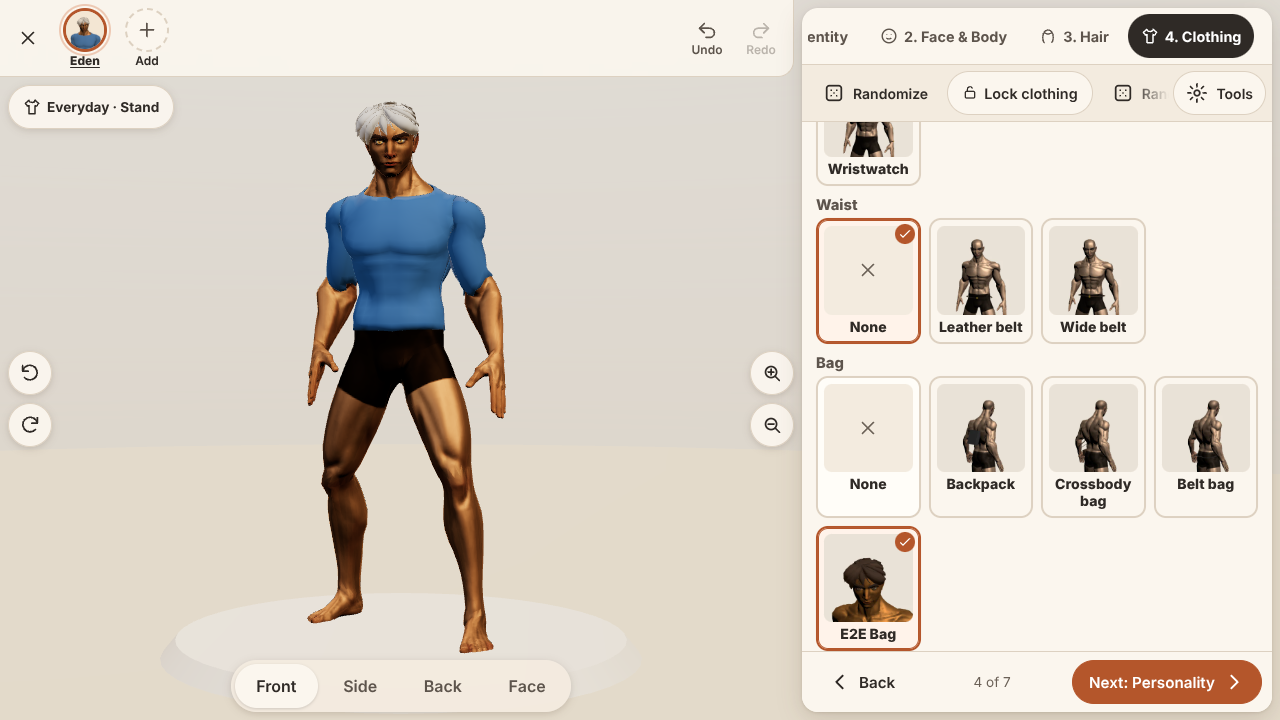 Eden
Add
Undo
Redo
Everyday · Stand
Front
Side
Back
Face
entity
2. Face & Body
3. Hair
4. Clothing
Randomize
Lock clothing
Ran
Tools
Wristwatch
Waist
None
Leather belt
Wide belt
Bag
None
Backpack
Crossbody
bag
Belt bag
E2E Bag
Back
4 of 7
Next: Personality